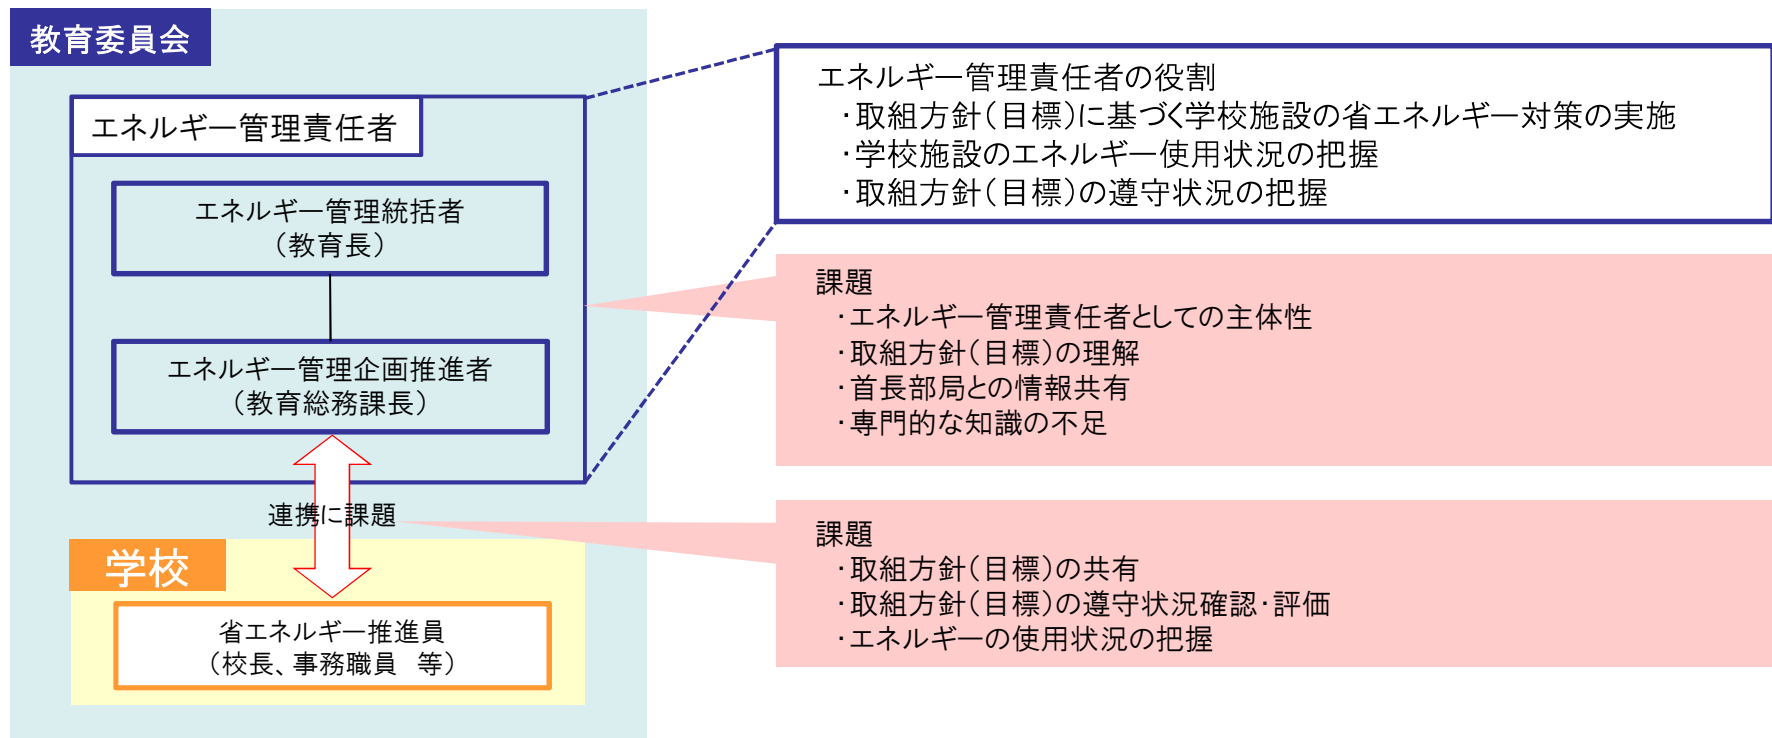 教育委員会
エネルギー管理責任者
エネルギー管理統括者
（教育長）
エネルギー管理企画推進者
（教育総務課長）
連携に課題
学校
省エネルギー推進員
（校長、事務職員　等）
エネルギー管理責任者の役割
・取組方針（目標）に基づく学校施設の省エネルギー対策の実施
・学校施設のエネルギー使用状況の把握
・取組方針（目標）の遵守状況の把握
課題
・エネルギー管理責任者としての主体性
・取組方針（目標）の理解
・首長部局との情報共有
・専門的な知識の不足
課題
・取組方針（目標）の共有
・取組方針（目標）の遵守状況確認・評価
・エネルギーの使用状況の把握